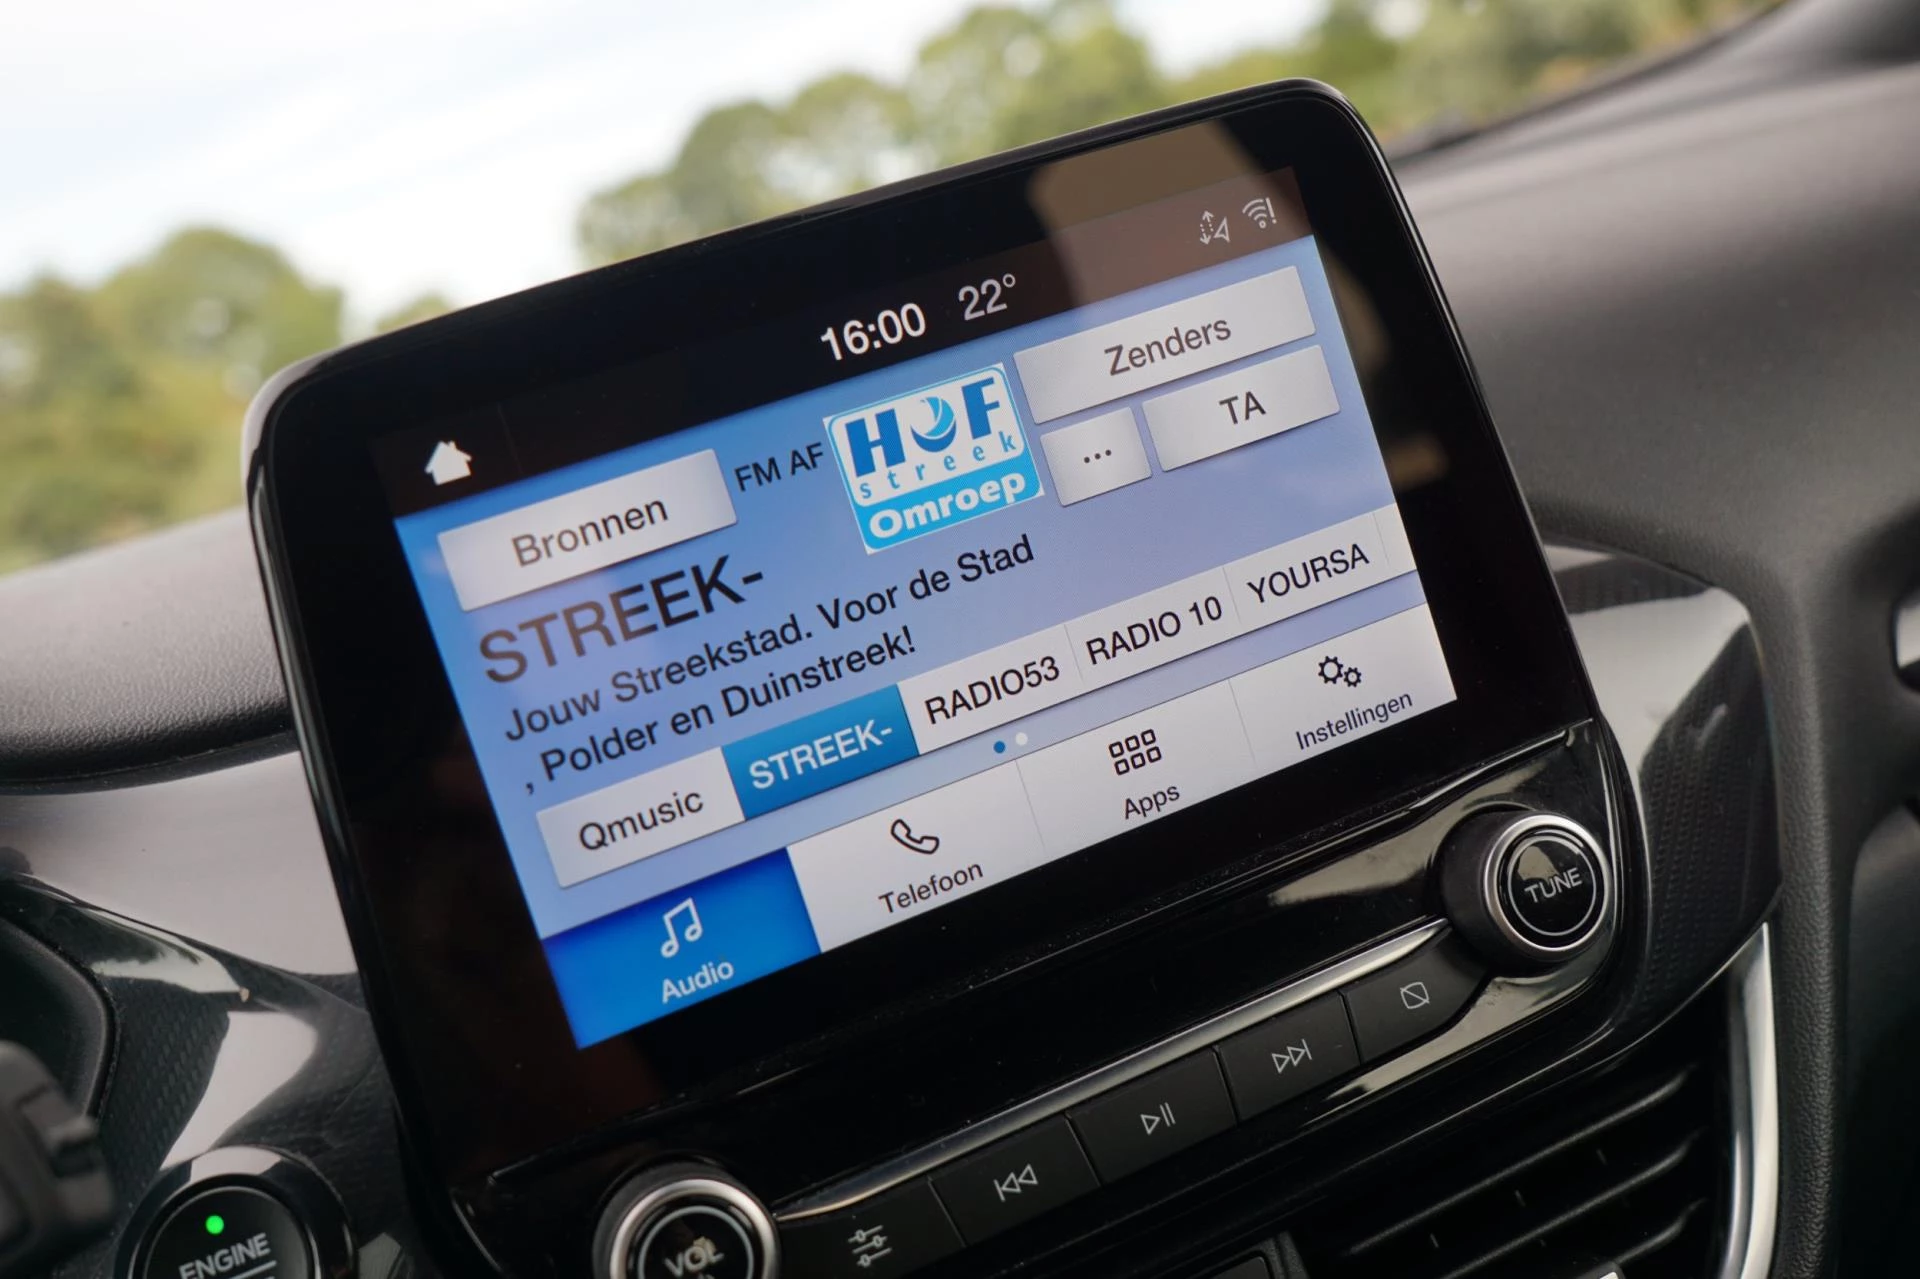 16:00 22°
Zenders
TA
...
FM AF
HOF
streek
Omroep
Bronnen
STREEK-
Jouw Streekstad. Voor de Stad
, Polder en Duinstreek!
Qmusic STREEK- RADIO53 RADIO 10 YOURSA
Audio Telefoon Apps Instellingen
TUNE
VOL
ENGINE